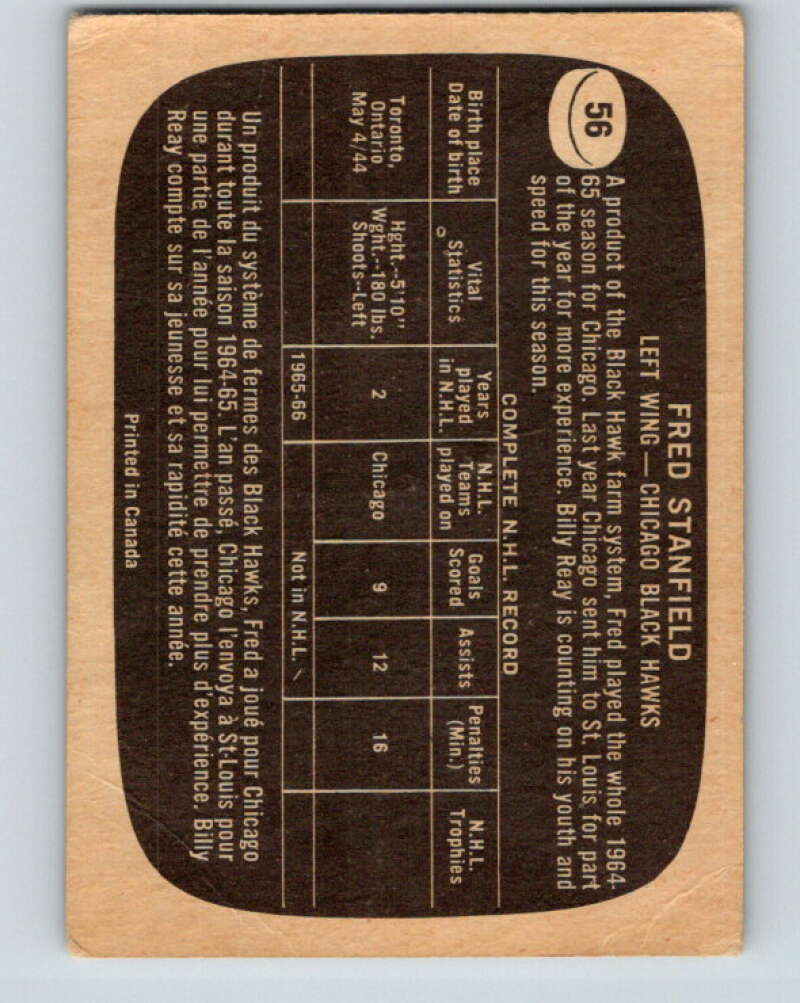 56
FRED STANFIELD
LEFT WING — CHICAGO BLACK HAWKS
A product of the Black Hawk farm system, Fred played the whole 1964-
65 season for Chicago. Last year Chicago sent him to St. Louis for part
of the year for more experience. Billy Reay is counting on his youth and
speed for this season.
COMPLETE N.H.L. RECORD
Birth place
Date of birth
Vital
Statistics
Years
played
in N.H.L.
N.H.L.
Teams
played on
Goals
Scored
Assists
Penalties
(Min.)
N.H.L.
Trophies
Toronto,
Ontario
May 4/44
Hght.--5'10"
Wght.--180 lbs.
Shoots--Left
2
Chicago
9
12
16
1965-66
Not in N.H.L.
Un produit du système de fermes des Black Hawks, Fred a joué pour Chicago
durant toute la saison 1964-65. L'an passé, Chicago l'envoya à St-Louis pour
une partie de l'année pour lui permettre de prendre plus d'expérience. Billy
Reay compte sur sa jeunesse et sa rapidité cette année.
Printed in Canada